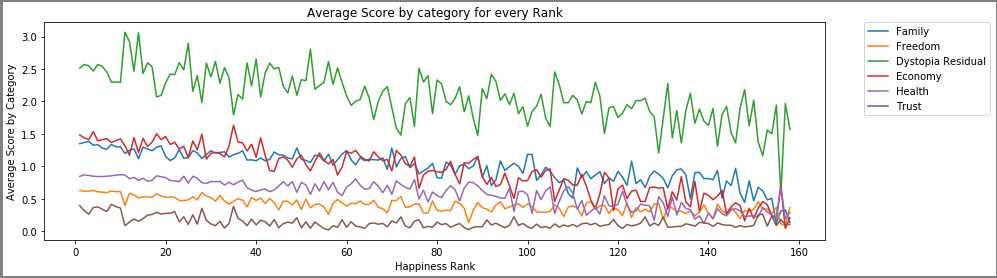 Average Score by category for every Rank
Average Score by Category
3.0
2.5
2.0
1.5
1.0
0.5
0.0
0 20 40 60 80 100 120 140 160
Happiness Rank
Family
Freedom
Dystopia Residual
Economy
Health
Trust